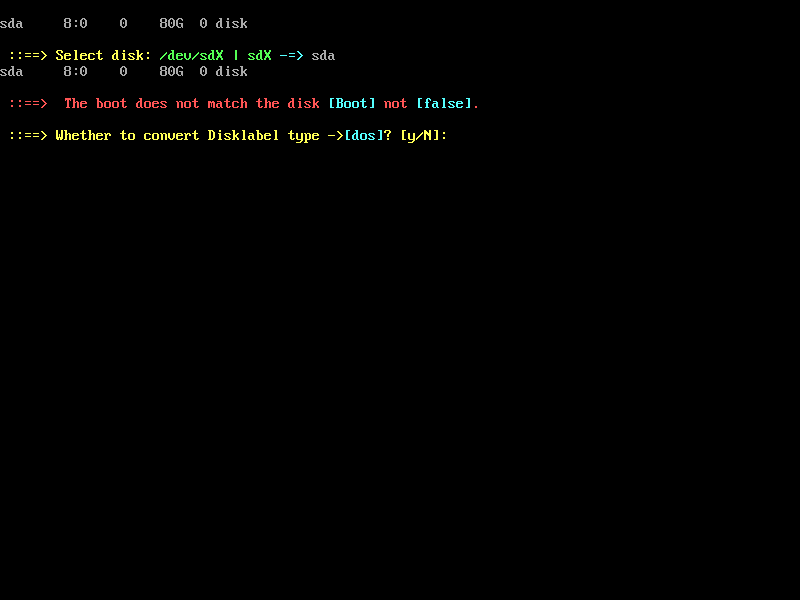 sda 8:0 0 80G 0 disk
::==> Select disk: /dev/sdX | sdX --=> sda
sda 8:0 0 80G 0 disk
::==> The boot does not match the disk [Boot] not [false].
::==> Whether to convert Disklabel type ->[dos]? [y/N]: